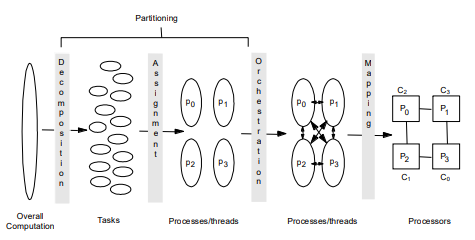 Partitioning
Decomposition
Assignment
Orchestration
Mapping
p0
p1
p2
p3
p0
p1
p2
p3
C2
C3
P0
P1
P2
P3
C1
C0
Overall
Computation
Tasks
Processes/threads
Processes/threads
Processors